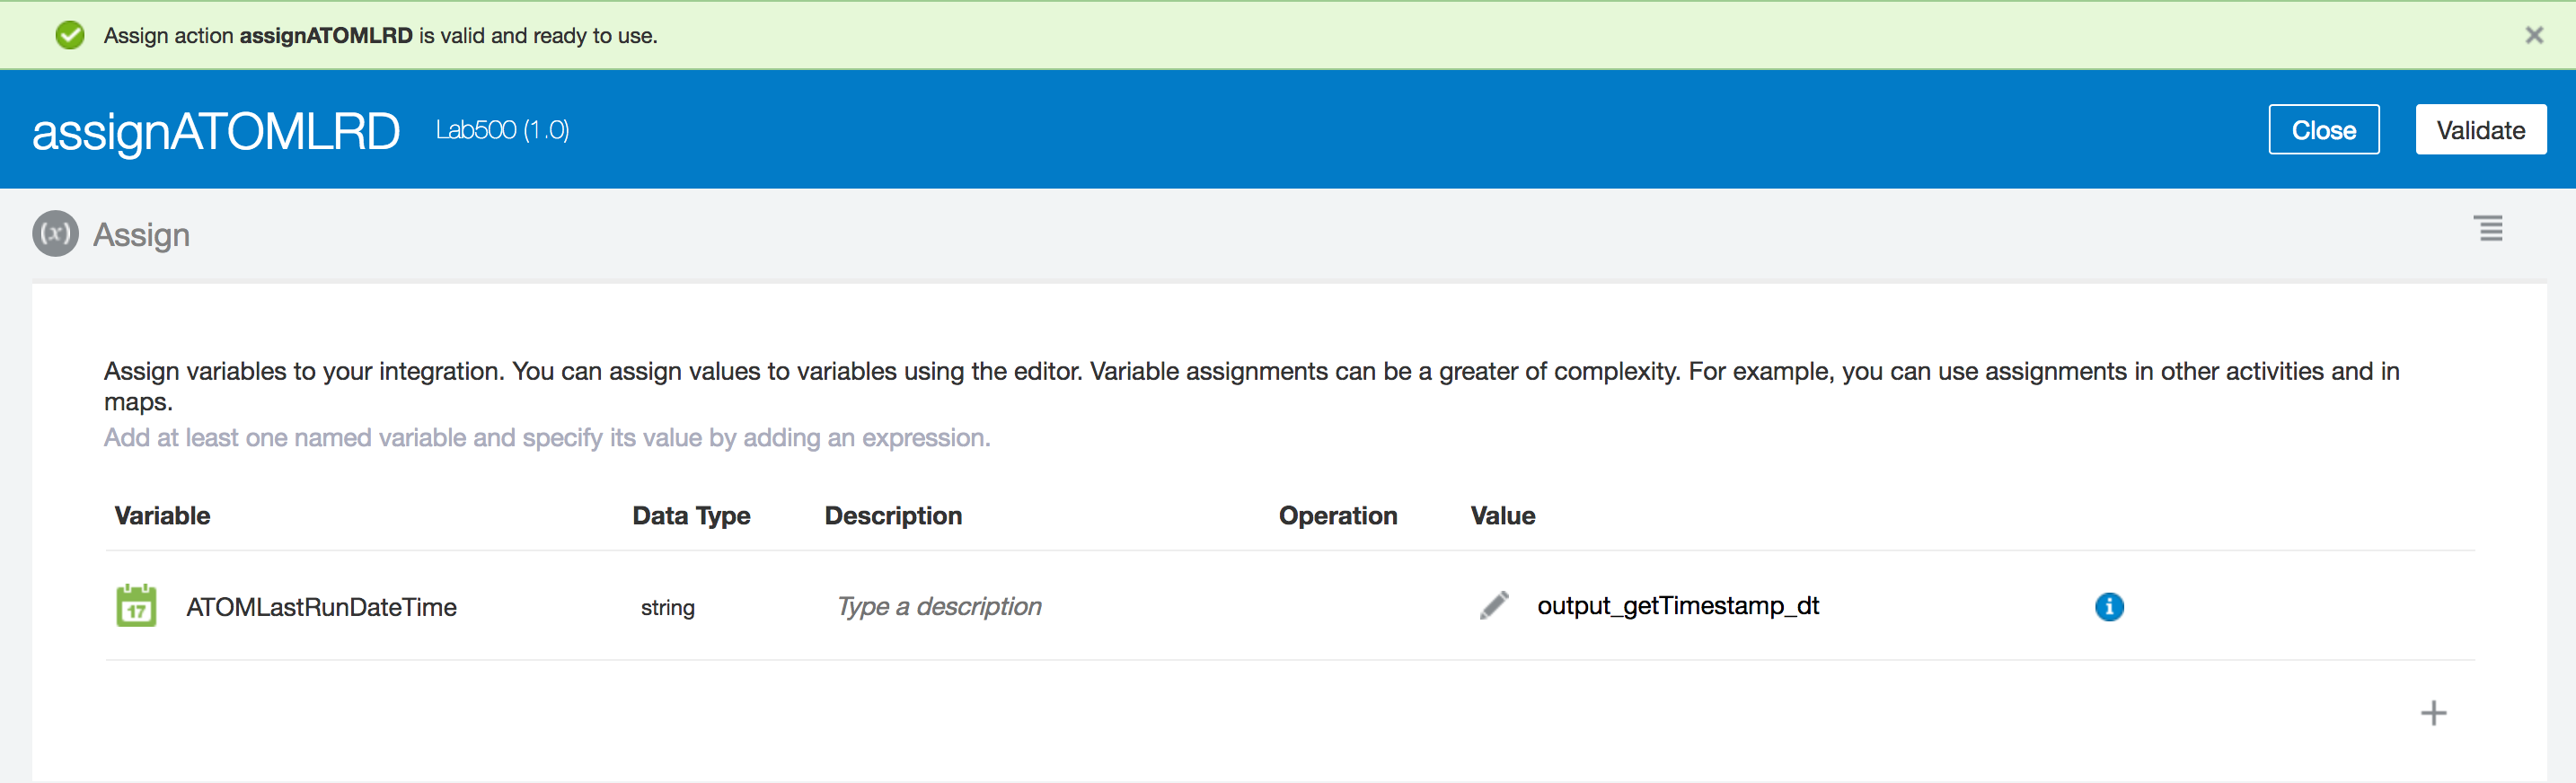 Assign action assignATOMLRD is valid and ready to use.
assignATOMLRD Lab500 (1.0) Close Validate
(x) Assign
Assign variables to your integration. You can assign values to variables using the editor. Variable assignments can be a greater of complexity. For example, you can use assignments in other activities and in
maps.
Add at least one named variable and specify its value by adding an expression.
Variable Data Type Description Operation Value
17 ATOMLastRunDateTime string Type a description output_getTimestamp_dt i